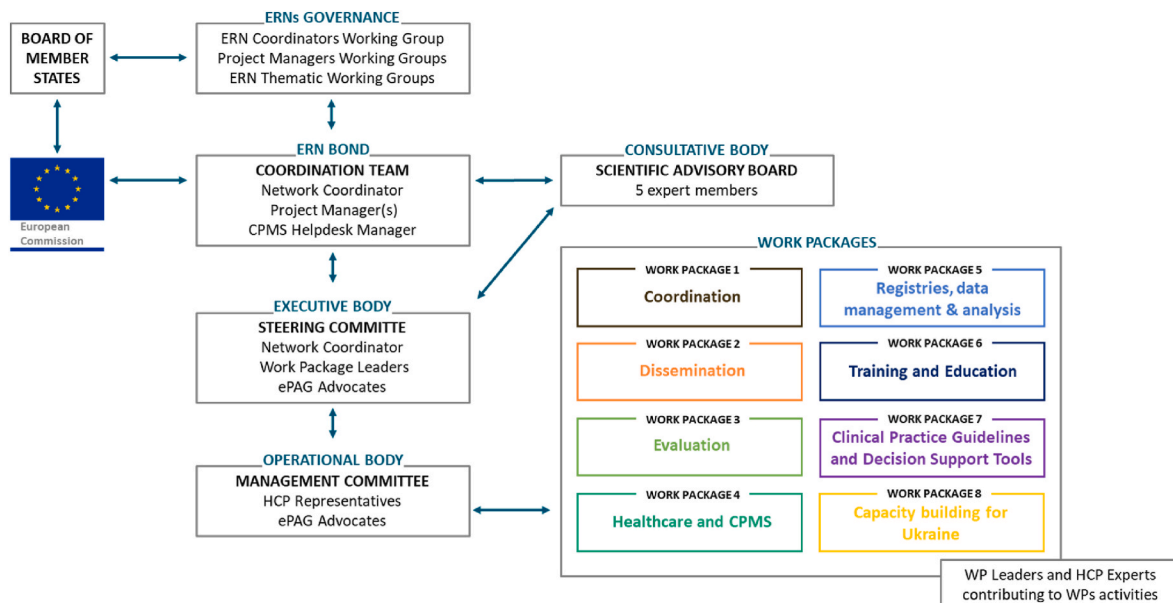 ERNs GOVERNANCE
BOARD OF
MEMBER
STATES
ERN Coordinators Working Group
Project Managers Working Groups
ERN Thematic Working Groups
ERN BOND
COORDINATION TEAM
Network Coordinator
Project Manager(s)
CPMS Helpdesk Manager
CONSULTATIVE BODY
SCIENTIFIC ADVISORY BOARD
5 expert members
European
Commission
EXECUTIVE BODY
STEERING COMMITTE
Network Coordinator
Work Package Leaders
ePAG Advocates
OPERATIONAL BODY
MANAGEMENT COMMITTEE
HCP Representatives
ePAG Advocates
WORK PACKAGES
WORK PACKAGE 1
Coordination
WORK PACKAGE 2
Dissemination
WORK PACKAGE 3
Evaluation
WORK PACKAGE 4
Healthcare and CPMS
WORK PACKAGE 5
Registries, data
management & analysis
WORK PACKAGE 6
Training and Education
WORK PACKAGE 7
Clinical Practice Guidelines
and Decision Support Tools
WORK PACKAGE 8
Capacity building for
Ukraine
WP Leaders and HCP Experts
contributing to WPs activities